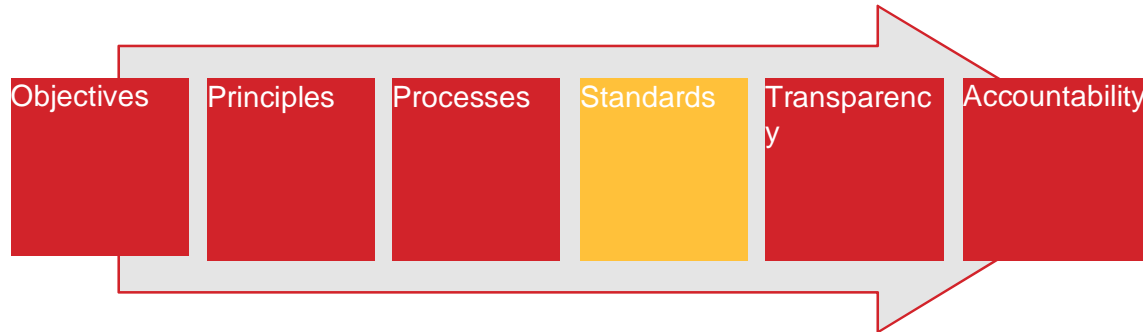 Objectives
Principles
Processes
Standards
Transparenc
y
Accountability